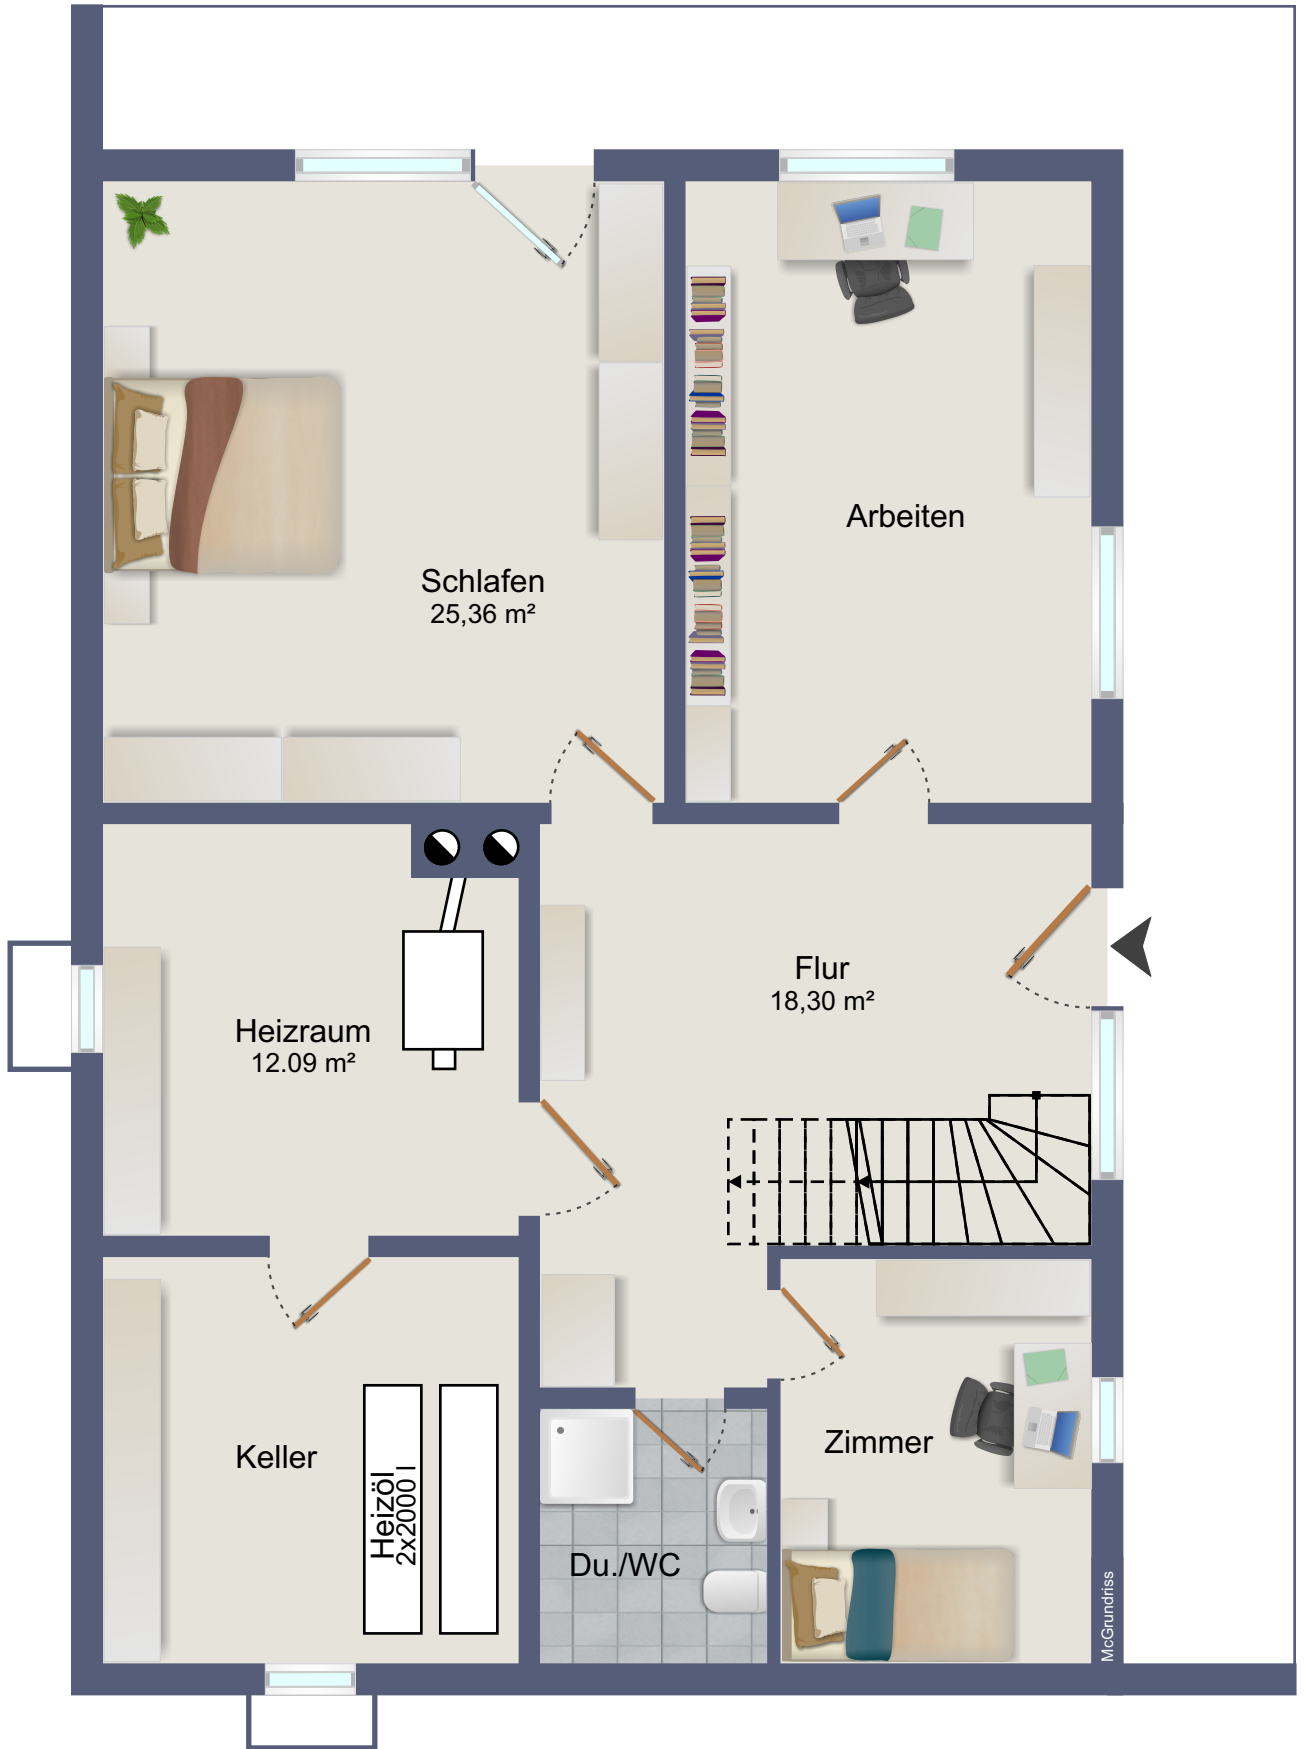 Arbeiten
Schlafen
25,36 m²
Flur
18,30 m²
Heizraum
12.09 m²
Keller
Heizöl
2x2000 l
Zimmer
Du./WC
McGrundriss